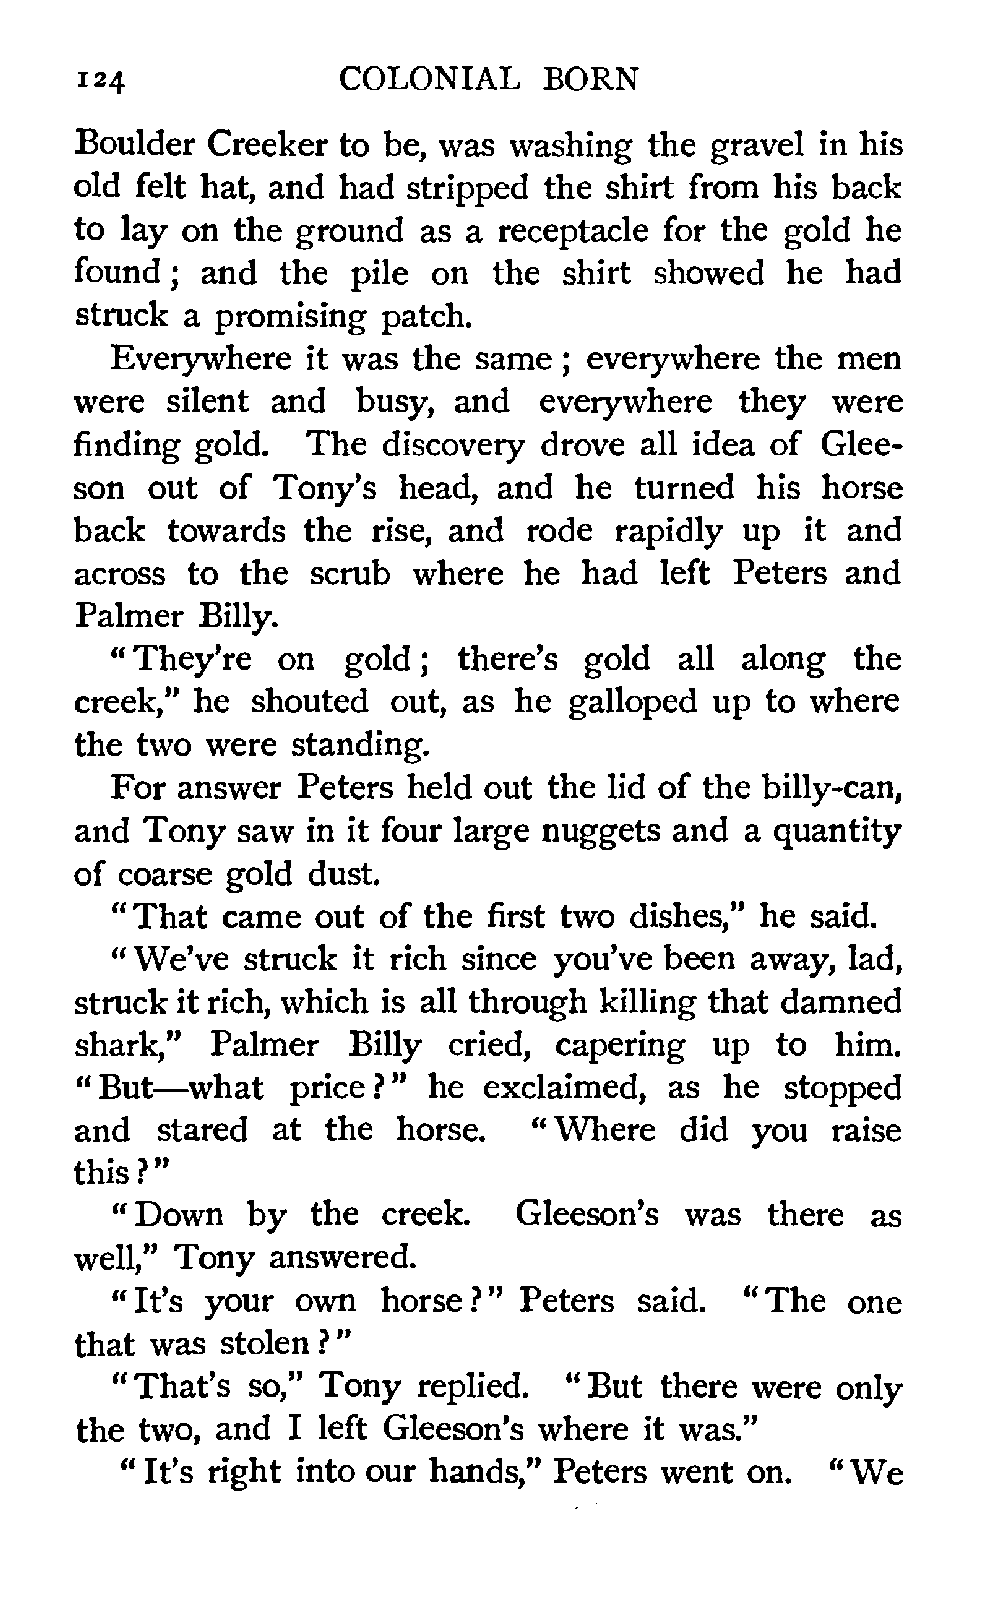 124 COLONIAL BORN
Boulder Creeker to be, was washing the gravel in his
old felt hat, and had stripped the shirt from his back
to lay on the ground as a receptacle for the gold he
found ; and the pile on the shirt showed he had
struck a promising patch.
Everywhere it was the same ; everywhere the men
were silent and busy, and everywhere they were
finding gold. The discovery drove all idea of Glee-
son out of Tony's head, and he turned his horse
back towards the rise, and rode rapidly up it and
across to the scrub where he had left Peters and
Palmer Billy.
"They're on gold ; there's gold all along the
creek," he shouted out, as he galloped up to where
the two were standing.
For answer Peters held out the lid of the billy-can,
and Tony saw in it four large nuggets and a quantity
of coarse gold dust.
"That came out of the first two dishes," he said.
"We've struck it rich since you've been away, lad,
struck it rich, which is all through killing that damned
shark," Palmer Billy cried, capering up to him.
"But—what price?" he exclaimed, as he stopped
and stared at the horse. "Where did you raise
this?"
"Down by the creek. Gleeson's was there as
well," Tony answered.
"It's your own horse?" Peters said. "The one
that was stolen?"
"That's so," Tony replied. "But there were only
the two, and I left Gleeson's where it was."
"It's right into our hands," Peters went on. "We